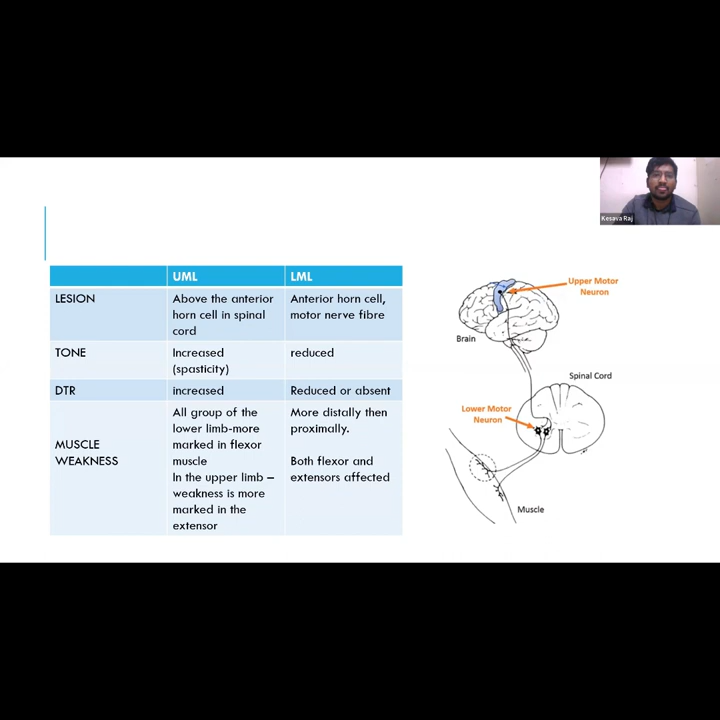 Kesava Raj
UML
LML
LESION
Above the anterior
horn cell in spinal
cord
Anterior horn cell,
motor nerve fibre
TONE
Increased
(spasticity)
reduced
DTR
increased
Reduced or absent
MUSCLE
WEAKNESS
All group of the
lower limb-more
marked in flexor
muscle
In the upper limb –
weakness is more
marked in the
extensor
More distally then
proximally.
Both flexor and
extensors affected
Upper Motor
Neuron
Brain
Spinal Cord
Lower Motor
Neuron
Muscle